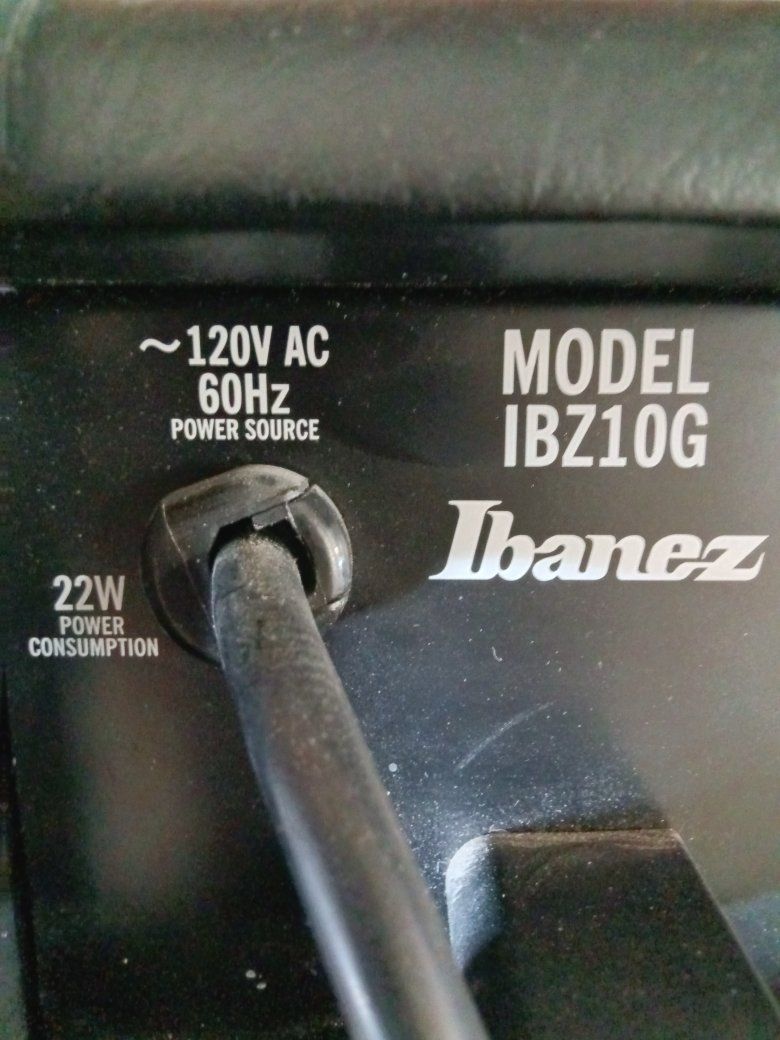 ~120V AC
60Hz
POWER SOURCE
MODEL
IBZ10G
Ibanez
22W
POWER
CONSUMPTION